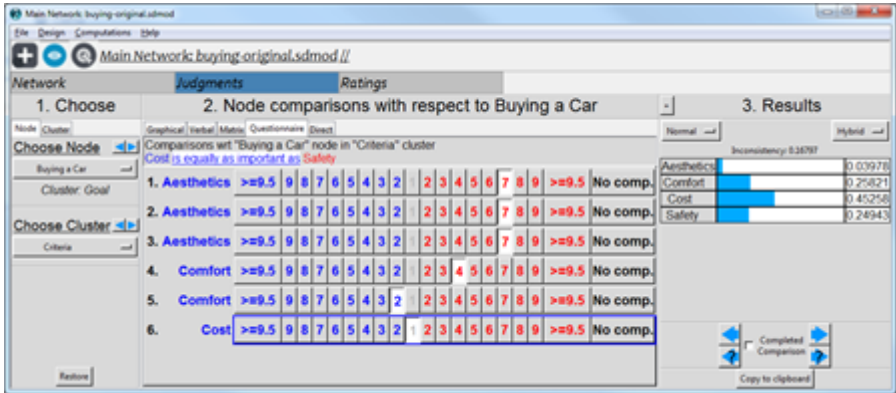 Main Network: buying-original.sdmod
File Design Computations Help
Main Network: buying-original.sdmod //
Network Judgments Ratings
1. Choose 2. Node comparisons with respect to Buying a Car - 3. Results
Node Cluster Graphical Verbal Matrix Questionnaire Direct Normal Hybrid
Choose Node Comparisons wrt "Buying a Car" node in "Criteria" cluster
Cost is equally as important as Safety
Inconsistency: 0.16797
Buying a Car
Cluster: Goal
Choose Cluster
Criteria
1. Aesthetics >=9.5 9 8 7 6 5 4 3 2 1 2 3 4 5 6 7 8 9 >=9.5 No comp.
2. Aesthetics >=9.5 9 8 7 6 5 4 3 2 1 2 3 4 5 6 7 8 9 >=9.5 No comp.
3. Aesthetics >=9.5 9 8 7 6 5 4 3 2 1 2 3 4 5 6 7 8 9 >=9.5 No comp.
4. Comfort >=9.5 9 8 7 6 5 4 3 2 1 2 3 4 5 6 7 8 9 >=9.5 No comp.
5. Comfort >=9.5 9 8 7 6 5 4 3 2 1 2 3 4 5 6 7 8 9 >=9.5 No comp.
6. Cost >=9.5 9 8 7 6 5 4 3 2 1 2 3 4 5 6 7 8 9 >=9.5 No comp.
Aesthetics 0.03978
Comfort 0.25821
Cost 0.45258
Safety 0.24943
Restore
Completed
Comparison
? ?
Copy to clipboard